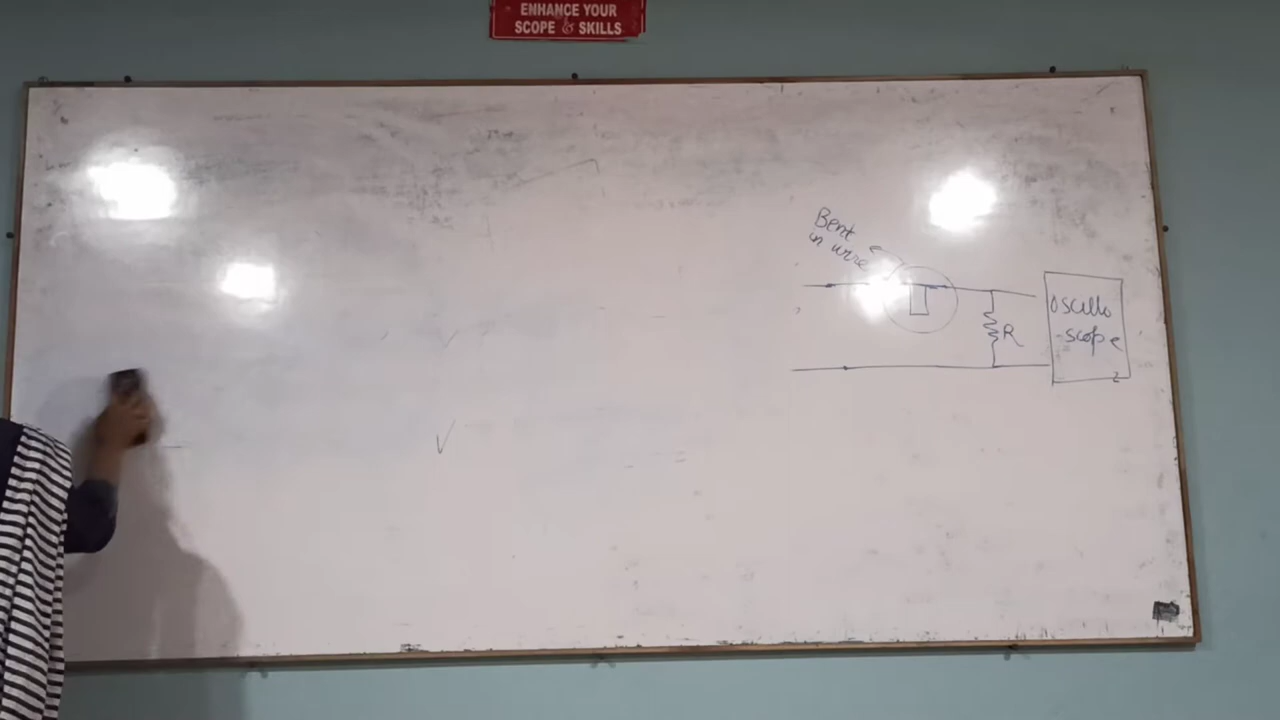 ENHANCE YOUR
SCOPE & SKILLS
Bent
in wire
R
Oscillo
-scope